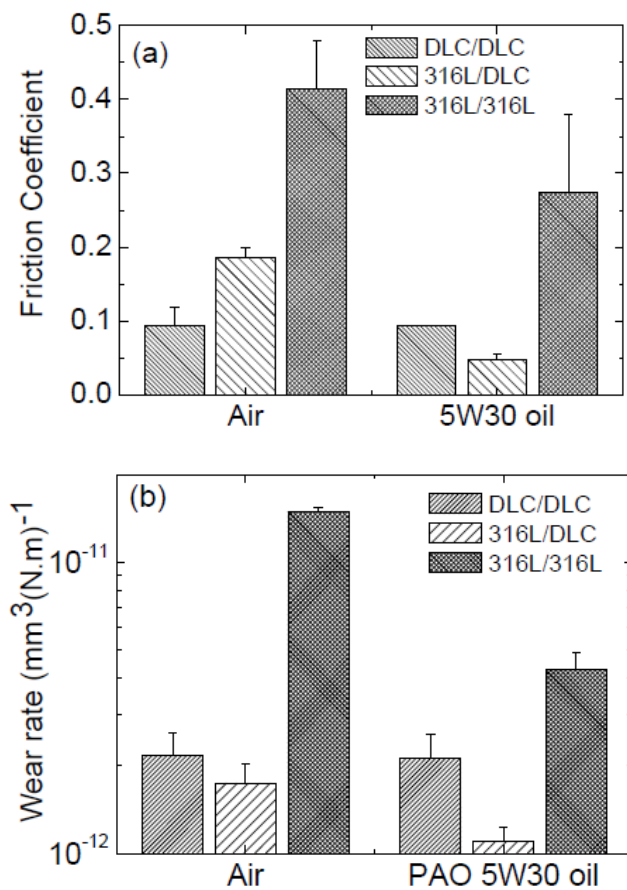 (a)
DLC/DLC
316L/DLC
316L/316L
Friction Coefficient
0.5
0.4
0.3
0.2
0.1
0.0
Air 5W30 oil
(b)
DLC/DLC
316L/DLC
316L/316L
Wear rate (mm³(N.m)⁻¹
10⁻¹¹
10⁻¹²
Air PAO 5W30 oil